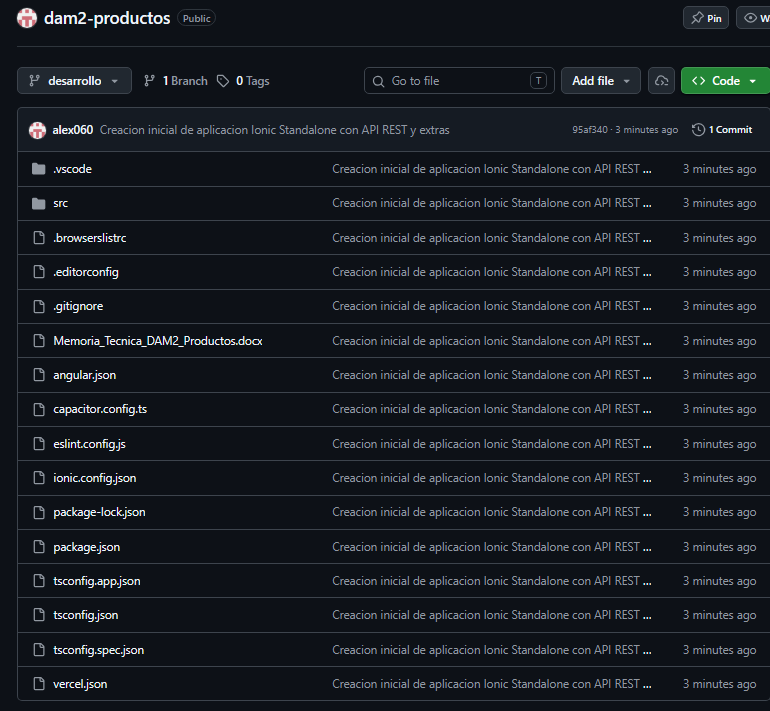 dam2-productos Public Pin W
desarrollo 1 Branch 0 Tags Go to file T Add file Code
alex060 Creacion inicial de aplicacion Ionic Standalone con API REST y extras 95af340 · 3 minutes ago 1 Commit
.vscode Creacion inicial de aplicacion Ionic Standalone con API REST ... 3 minutes ago
src Creacion inicial de aplicacion Ionic Standalone con API REST ... 3 minutes ago
.browserslistrc Creacion inicial de aplicacion Ionic Standalone con API REST ... 3 minutes ago
.editorconfig Creacion inicial de aplicacion Ionic Standalone con API REST ... 3 minutes ago
.gitignore Creacion inicial de aplicacion Ionic Standalone con API REST ... 3 minutes ago
Memoria_Tecnica_DAM2_Productos.docx Creacion inicial de aplicacion Ionic Standalone con API REST ... 3 minutes ago
angular.json Creacion inicial de aplicacion Ionic Standalone con API REST ... 3 minutes ago
capacitor.config.ts Creacion inicial de aplicacion Ionic Standalone con API REST ... 3 minutes ago
eslint.config.js Creacion inicial de aplicacion Ionic Standalone con API REST ... 3 minutes ago
ionic.config.json Creacion inicial de aplicacion Ionic Standalone con API REST ... 3 minutes ago
package-lock.json Creacion inicial de aplicacion Ionic Standalone con API REST ... 3 minutes ago
package.json Creacion inicial de aplicacion Ionic Standalone con API REST ... 3 minutes ago
tsconfig.app.json Creacion inicial de aplicacion Ionic Standalone con API REST ... 3 minutes ago
tsconfig.json Creacion inicial de aplicacion Ionic Standalone con API REST ... 3 minutes ago
tsconfig.spec.json Creacion inicial de aplicacion Ionic Standalone con API REST ... 3 minutes ago
vercel.json Creacion inicial de aplicacion Ionic Standalone con API REST ... 3 minutes ago